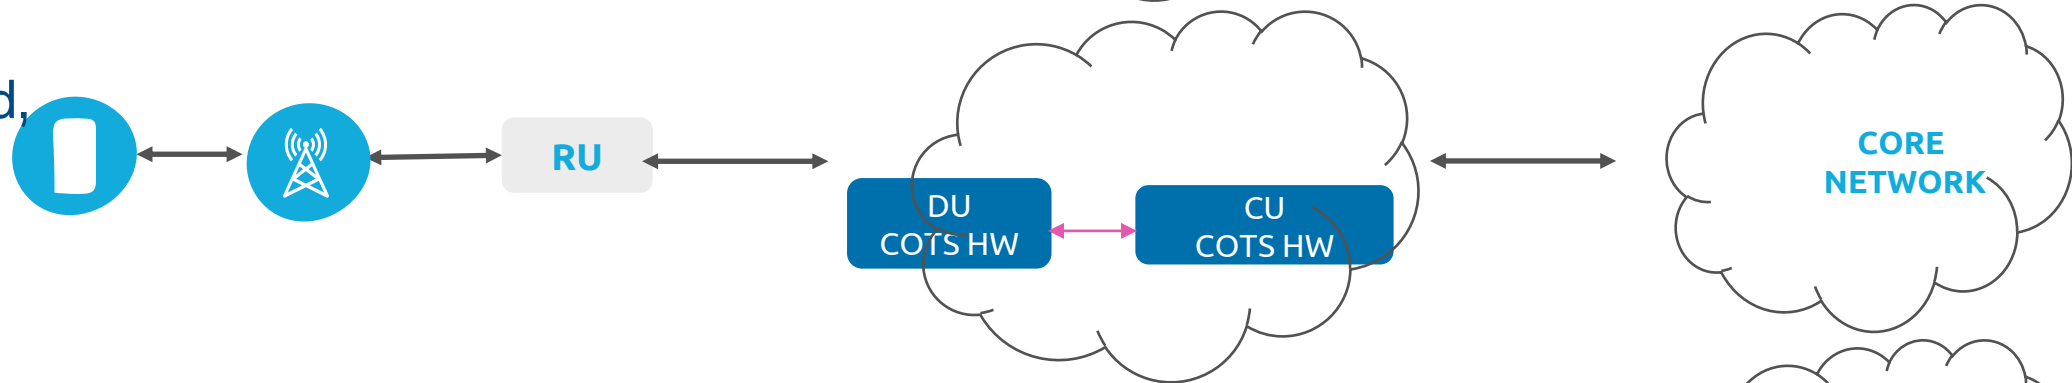 d,
RU
DU
COTS HW
CU
COTS HW
CORE
NETWORK